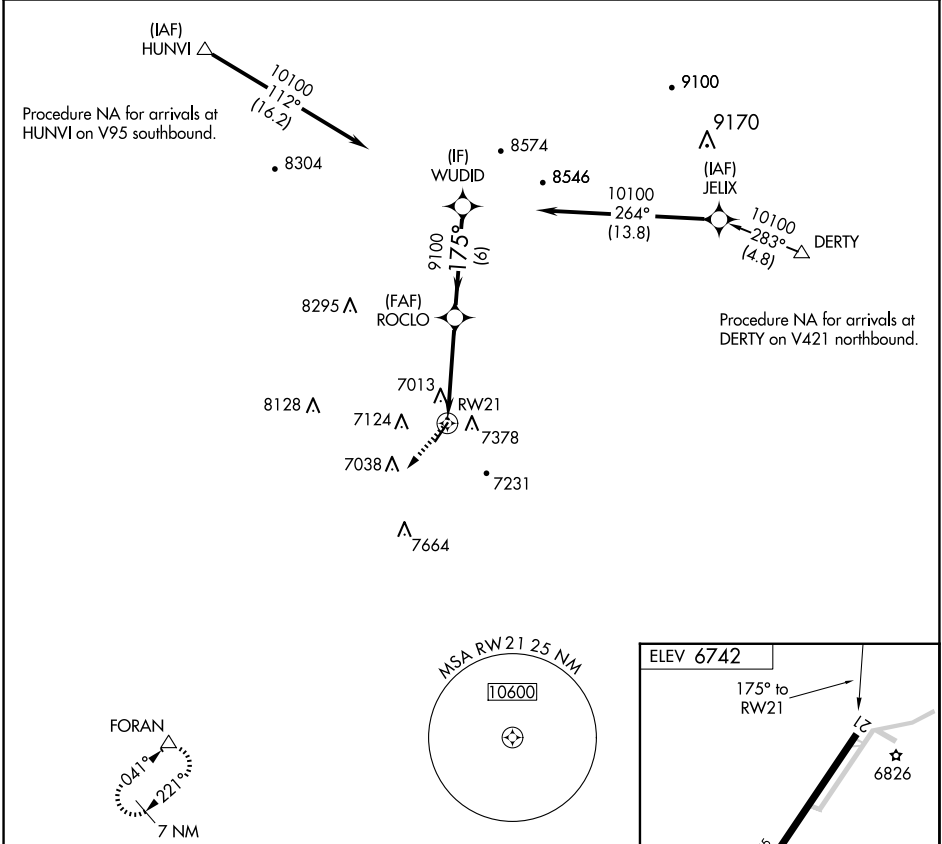 (IAF)
HUNVI
10100
112°
(16.2)
Procedure NA for arrivals at
HUNVI on V95 southbound.
8304
9100
9170
(IAF)
JELIX
8574
8546
(IF)
WUDID
10100
264°
(13.8)
10100
283°
(4.8)
DERTY
9100
175°
(6)
8295
(FAF)
ROCLO
Procedure NA for arrivals at
DERTY on V421 northbound.
7013
RW21
8128
7124
7378
7038
7231
7664
MSA RW21 25 NM
10600
FORAN
041°
221°
7 NM
ELEV 6742
175° to
RW21
21
6826